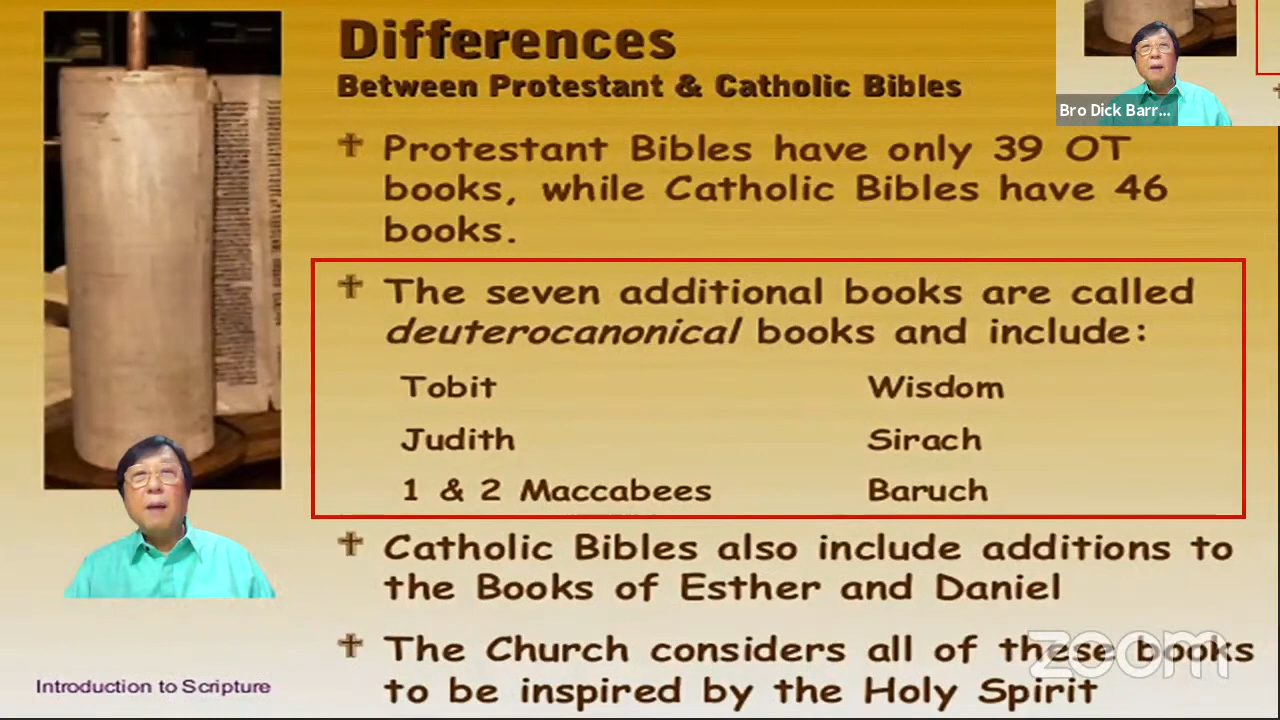 Differences
Between Protestant & Catholic Bibles
Bro Dick Barr...
Protestant Bibles have only 39 OT
books, while Catholic Bibles have 46
books.
The seven additional books are called
deuterocanonical books and include:
Tobit
Wisdom
Judith
Sirach
1 & 2 Maccabees
Baruch
Catholic Bibles also include additions to
the Books of Esther and Daniel
The Church considers all of these books
to be inspired by the Holy Spirit
zoom
Introduction to Scripture